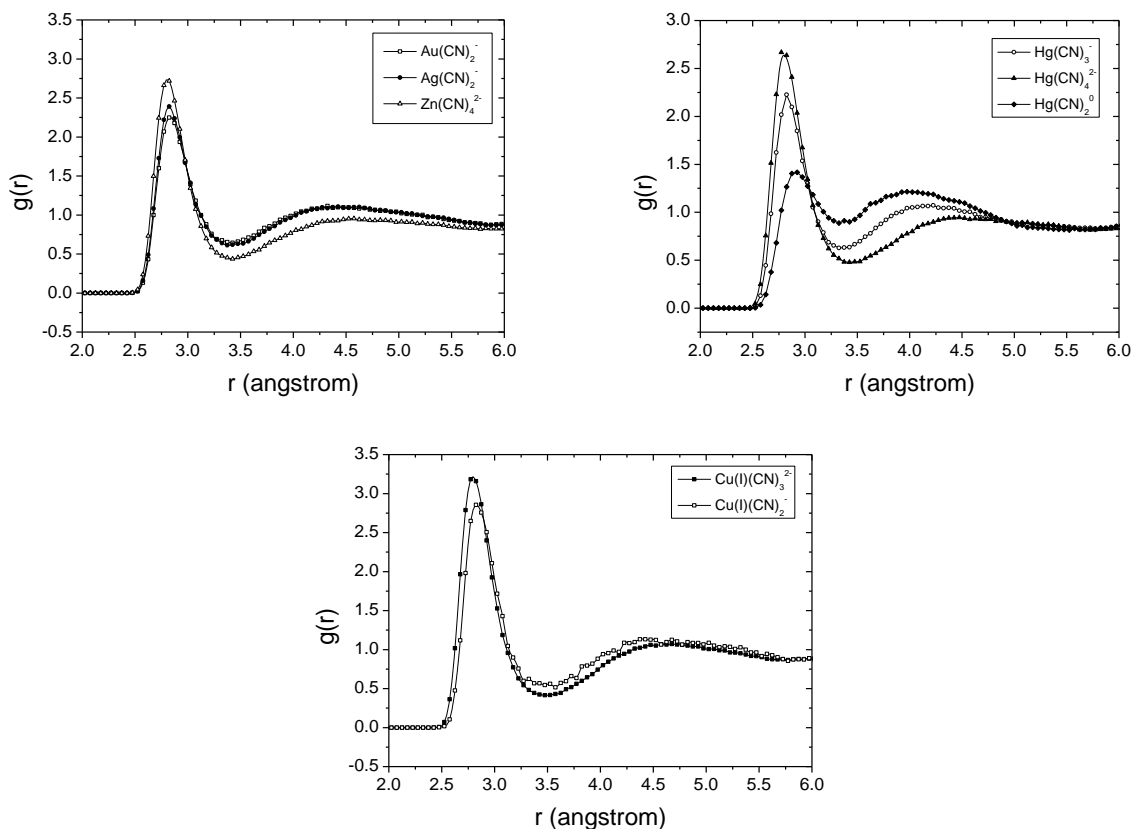 3.5
3.0
2.5
2.0
1.5
1.0
0.5
0.0
-0.5
g(r)
2.0 2.5 3.0 3.5 4.0 4.5 5.0 5.5 6.0
r (angstrom)
Au(CN)₂⁻
Ag(CN)₂⁻
Zn(CN)₄²⁻
3.0
2.5
2.0
1.5
1.0
0.5
0.0
g(r)
2.0 2.5 3.0 3.5 4.0 4.5 5.0 5.5 6.0
r (angstrom)
Hg(CN)₃⁻
Hg(CN)₄²⁻
Hg(CN)₂⁰
3.5
3.0
2.5
2.0
1.5
1.0
0.5
0.0
-0.5
g(r)
2.0 2.5 3.0 3.5 4.0 4.5 5.0 5.5 6.0
r (angstrom)
Cu(I)(CN)₃²⁻
Cu(I)(CN)₂⁻